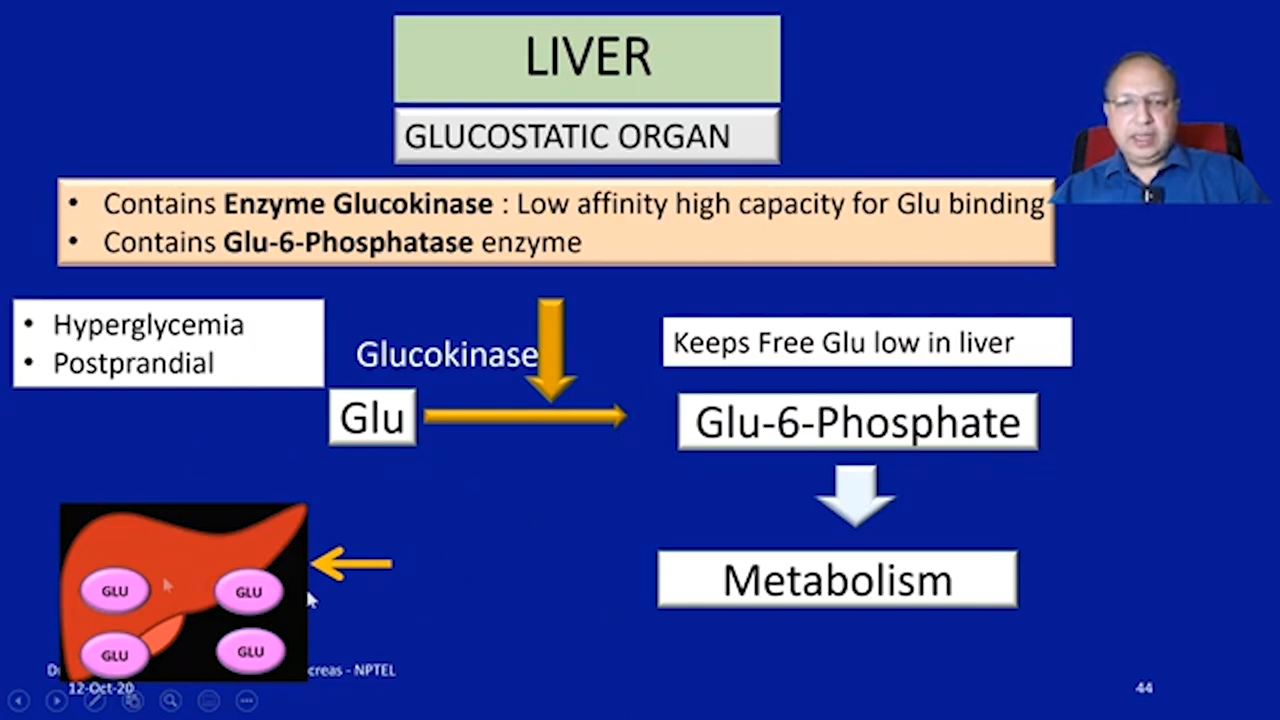 LIVER
GLUCOSTATIC ORGAN
• Contains Enzyme Glucokinase : Low affinity high capacity for Glu binding
• Contains Glu-6-Phosphatase enzyme
• Hyperglycemia
• Postprandial
Glucokinase
Keeps Free Glu low in liver
Glu
Glu-6-Phosphate
Metabolism
GLU
GLU
GLU
GLU
- NPTEL
12-Oct-20
44